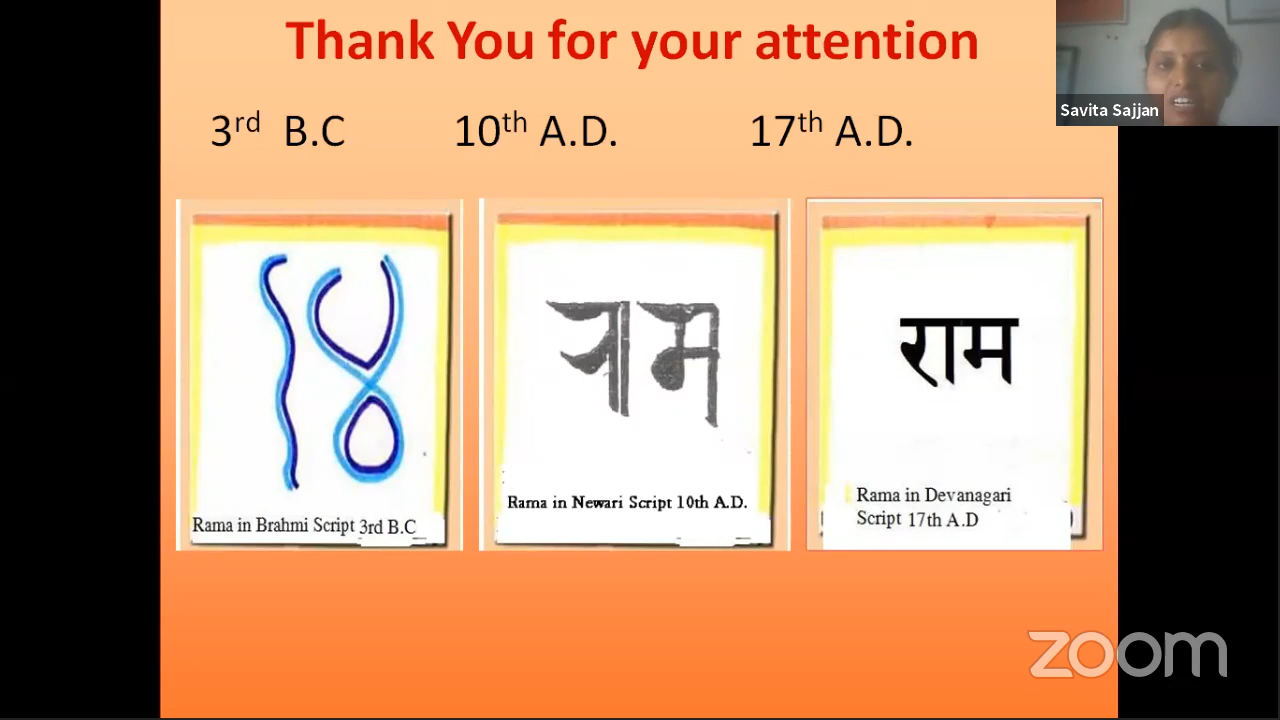 Thank You for your attention
Savita Sajjan
3rd B.C 10th A.D. 17th A.D.
𑀭𑀸𑀫
राम
Rama in Brahmi Script 3rd B.C
Rama in Newari Script 10th A.D.
Rama in Devanagari
Script 17th A.D
zoom